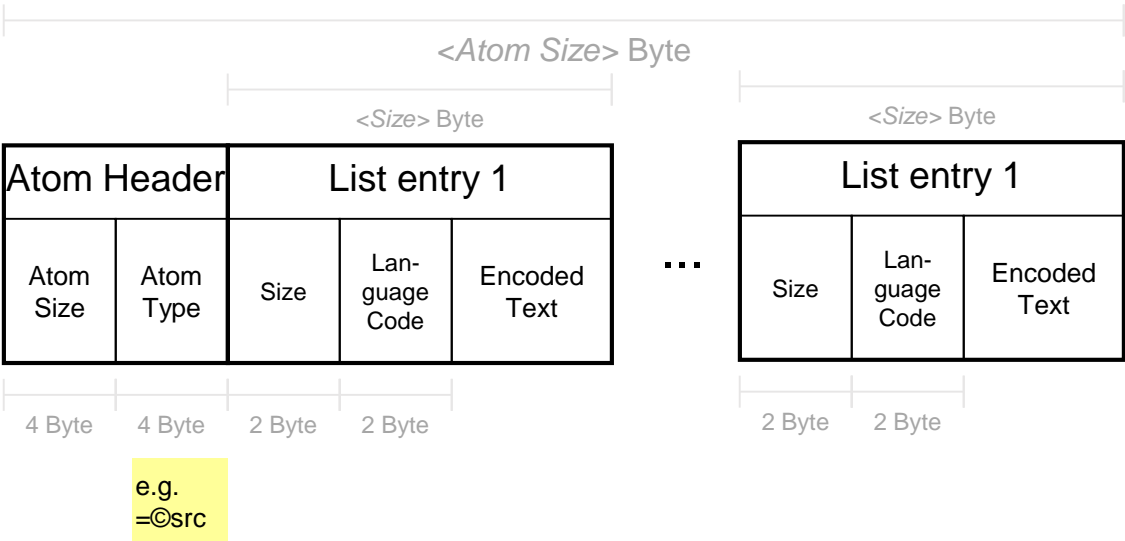 <Atom Size> Byte
<Size> Byte
<Size> Byte
Atom Header
List entry 1
List entry 1
Atom
Size
Atom
Type
Size
Lan-
guage
Code
Encoded
Text
...
Size
Lan-
guage
Code
Encoded
Text
4 Byte
4 Byte
2 Byte
2 Byte
2 Byte
2 Byte
e.g.
=©src